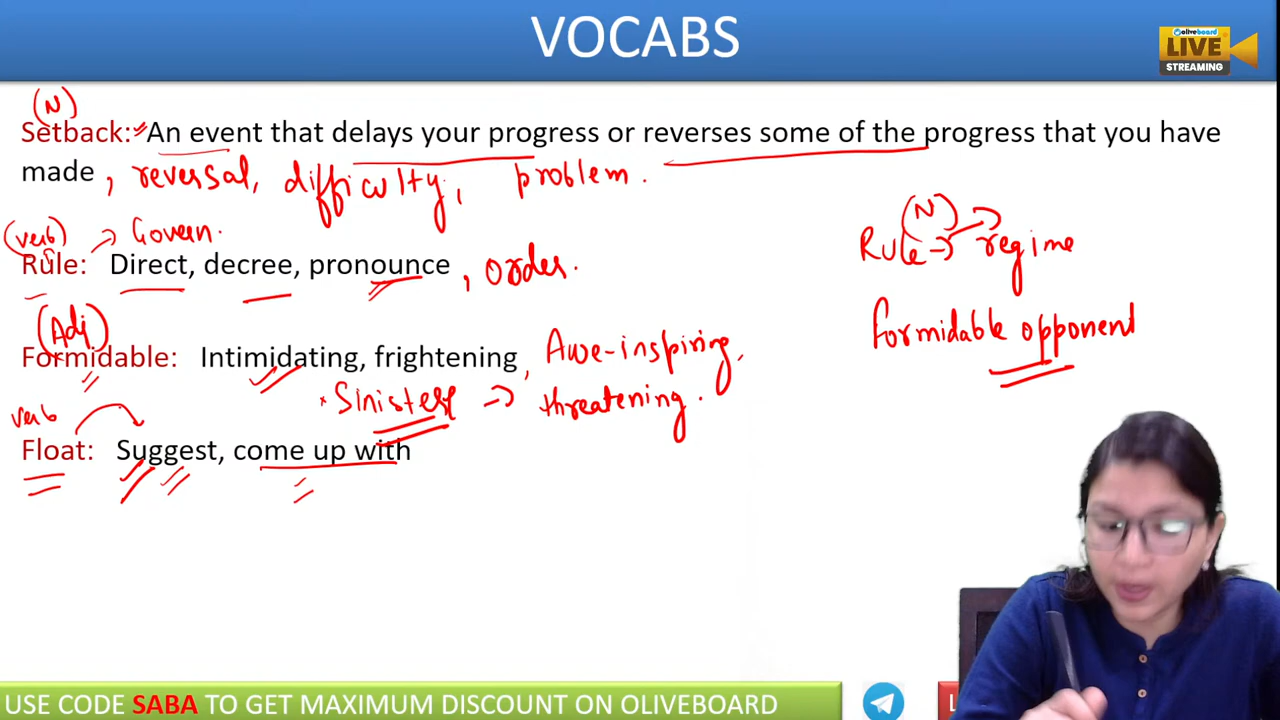 VOCABS
oliveboard
LIVE
STREAMING
(N)
Setback: An event that delays your progress or reverses some of the progress that you have
made , reversal, difficulty, problem.
(N)
(verb) → Govern.
Rule → regime
Rule: Direct, decree, pronounce , order.
(Adj)
formidable opponent
Formidable: Intimidating, frightening , Awe-inspiring,
Sinister → threatening.
verb
Float: Suggest, come up with
USE CODE SABA TO GET MAXIMUM DISCOUNT ON OLIVEBOARD
L